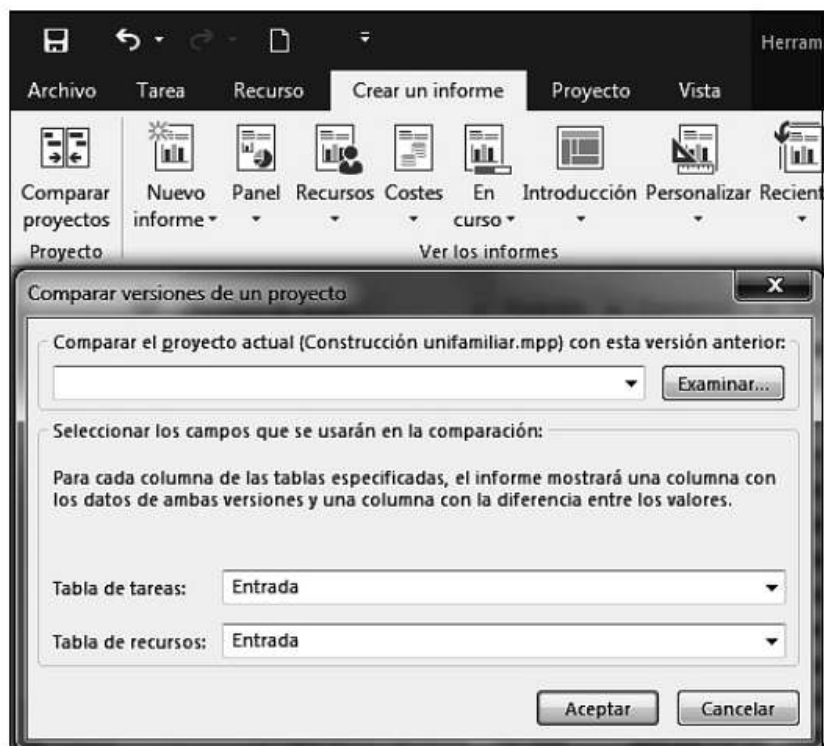 Herram
Archivo Tarea Recurso Crear un informe Proyecto Vista
Comparar Nuevo Panel Recursos Costes En Introducción Personalizar Recient
proyectos informe curso
Proyecto Ver los informes
Comparar versiones de un proyecto
Comparar el proyecto actual (Construcción unifamiliar.mpp) con esta versión anterior:
Examinar...
Seleccionar los campos que se usarán en la comparación:
Para cada columna de las tablas especificadas, el informe mostrará una columna con
los datos de ambas versiones y una columna con la diferencia entre los valores.
Tabla de tareas: Entrada
Tabla de recursos: Entrada
Aceptar Cancelar